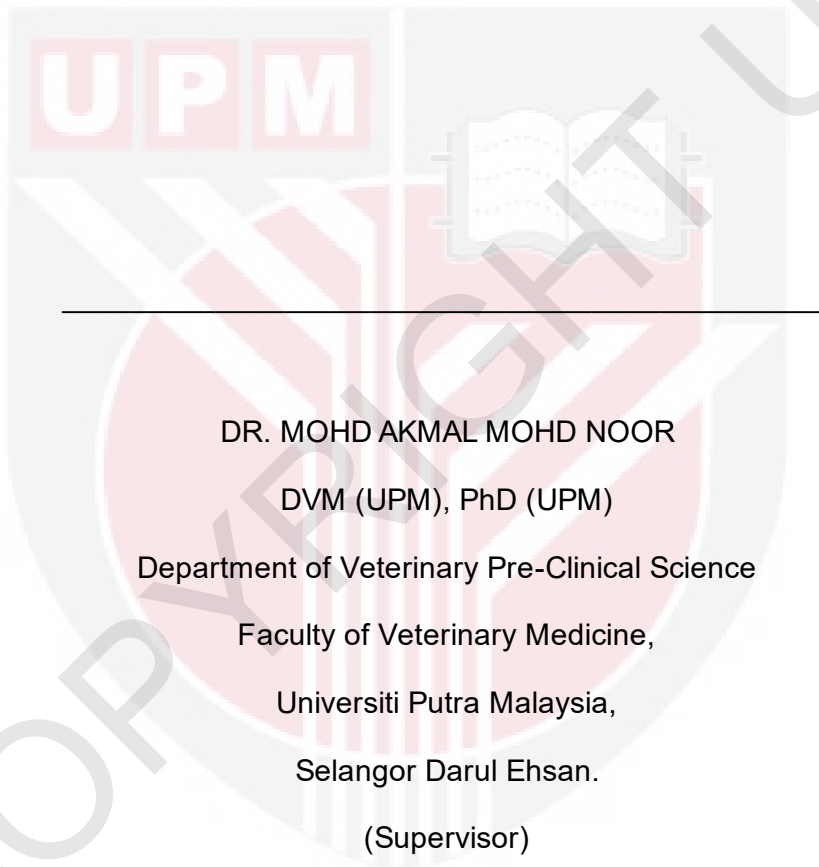 UPM
DR. MOHD AKMAL MOHD NOOR
DVM (UPM), PhD (UPM)
Department of Veterinary Pre-Clinical Science
Faculty of Veterinary Medicine,
Universiti Putra Malaysia,
Selangor Darul Ehsan.
(Supervisor)
OPYRIGHT U